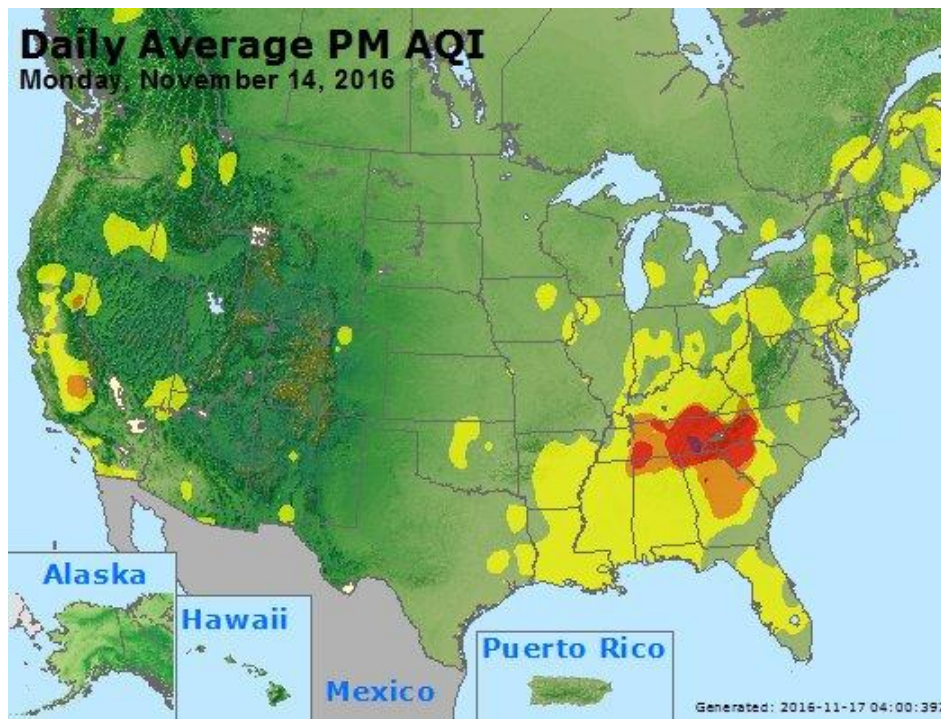 Daily Average PM AQI
Monday, November 14, 2016
Alaska
Hawaii
Puerto Rico
Mexico
Generated: 2016-11-17 04:00:39Z